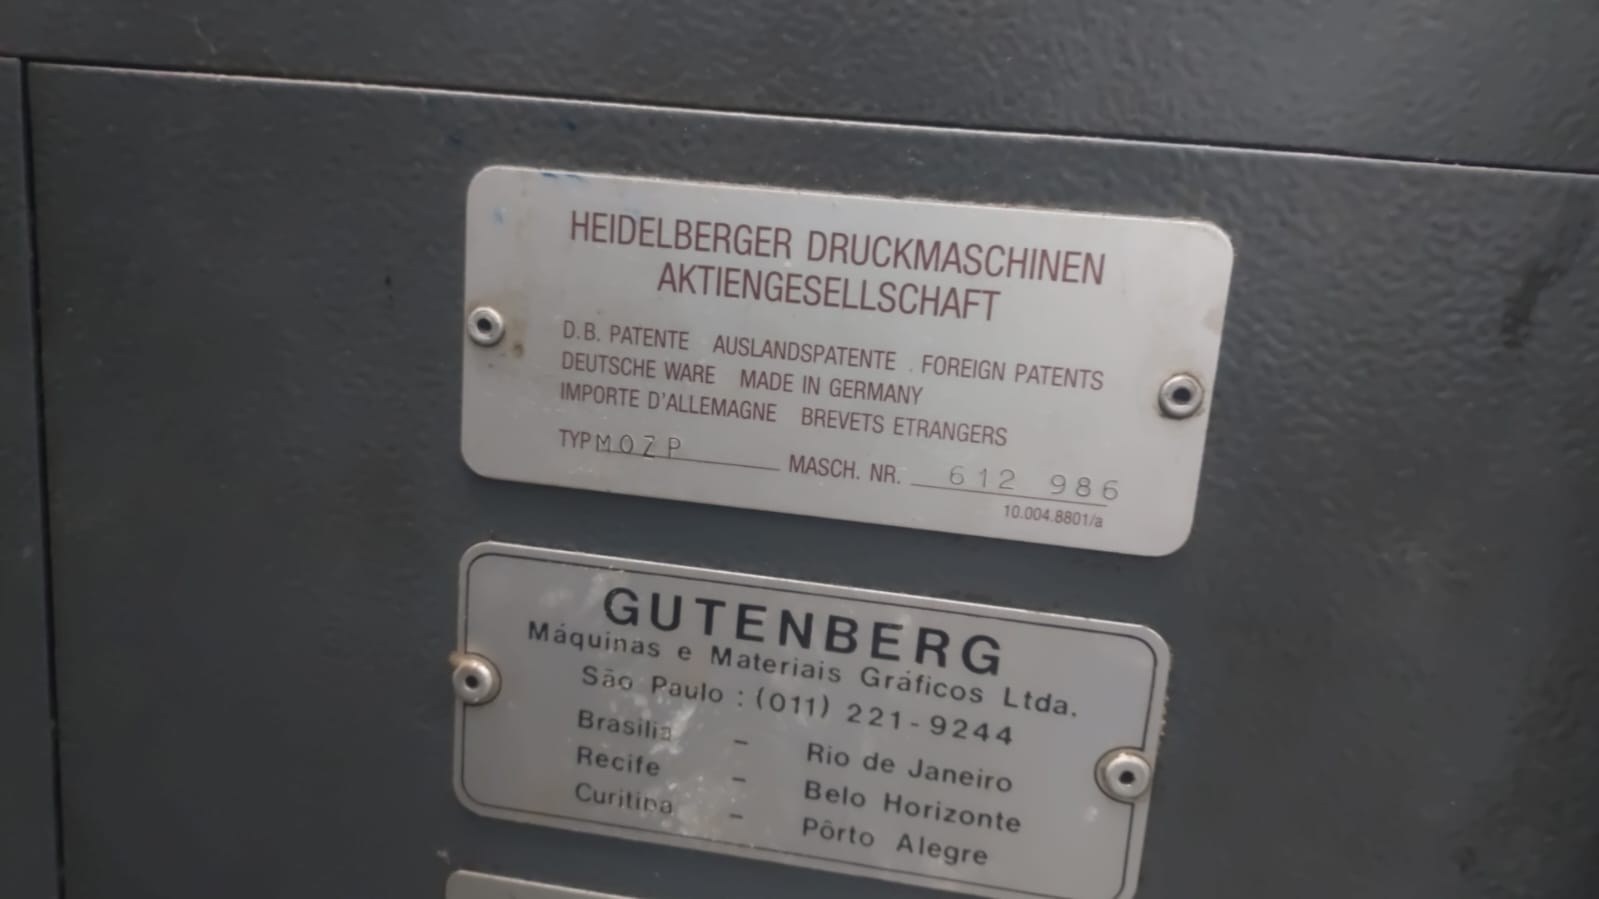 HEIDELBERGER DRUCKMASCHINEN
AKTIENGESELLSCHAFT
D.B. PATENTE AUSLANDSPATENTE . FOREIGN PATENTS
DEUTSCHE WARE MADE IN GERMANY
IMPORTE D'ALLEMAGNE BREVETS ETRANGERS
TYP MOZP MASCH. NR. 612 986
10.004.8801/a
GUTENBERG
Máquinas e Materiais Gráficos Ltda.
São Paulo : (011) 221-9244
Brasilia - Rio de Janeiro
Recife - Belo Horizonte
Curitiba - Pôrto Alegre